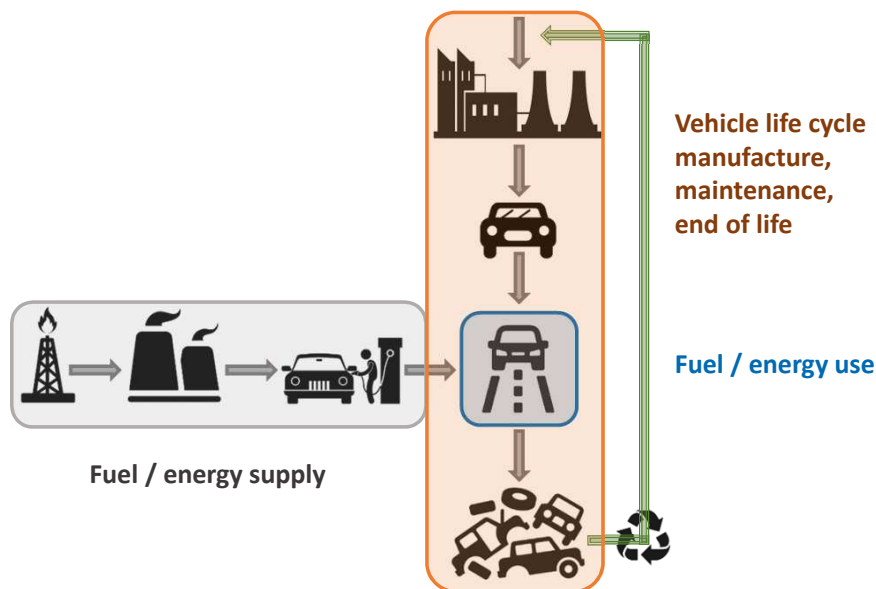 Vehicle life cycle
manufacture,
maintenance,
end of life
Fuel / energy use
Fuel / energy supply